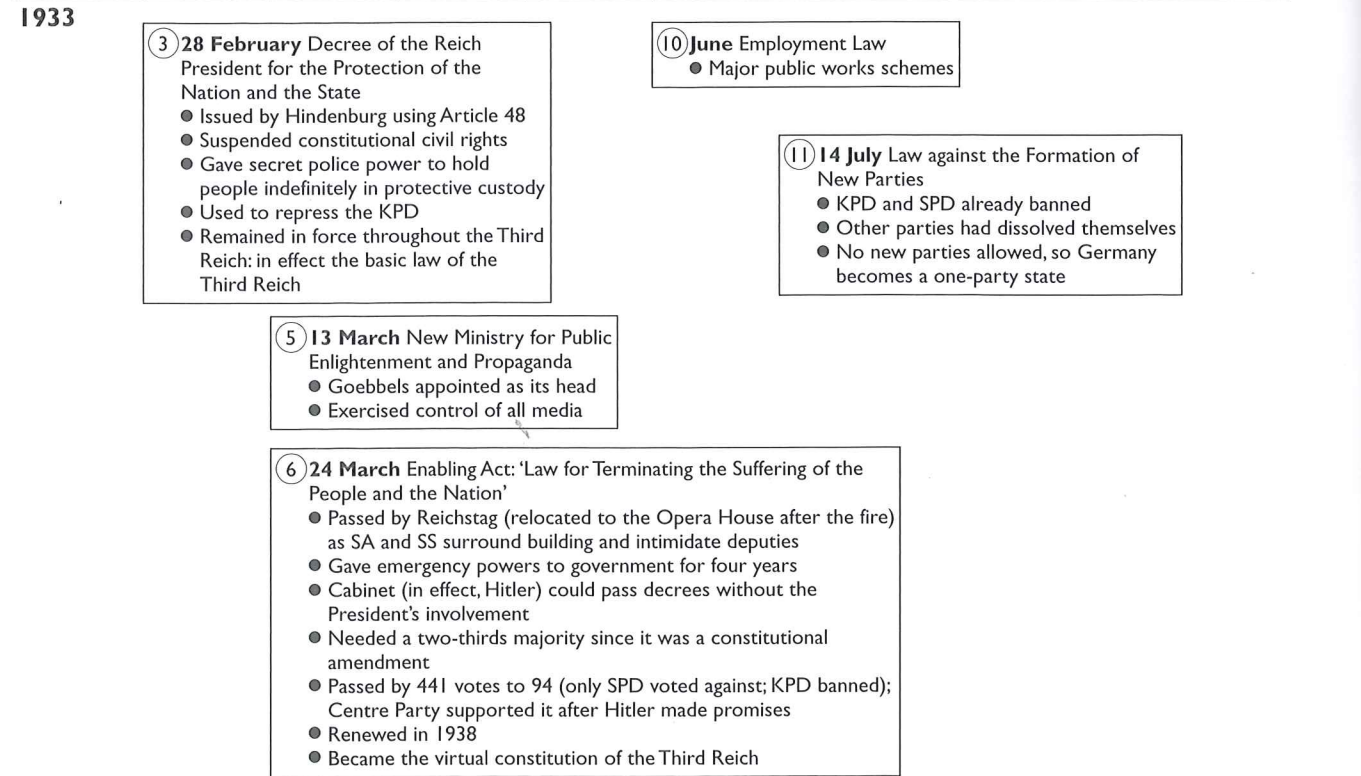 1933
3 28 February Decree of the Reich
President for the Protection of the
Nation and the State
● Issued by Hindenburg using Article 48
● Suspended constitutional civil rights
● Gave secret police power to hold
people indefinitely in protective custody
● Used to repress the KPD
● Remained in force throughout the Third
Reich: in effect the basic law of the
Third Reich
10 June Employment Law
● Major public works schemes
11 14 July Law against the Formation of
New Parties
● KPD and SPD already banned
● Other parties had dissolved themselves
● No new parties allowed, so Germany
becomes a one-party state
5 13 March New Ministry for Public
Enlightenment and Propaganda
● Goebbels appointed as its head
● Exercised control of all media
6 24 March Enabling Act: ‘Law for Terminating the Suffering of the
People and the Nation’
● Passed by Reichstag (relocated to the Opera House after the fire)
as SA and SS surround building and intimidate deputies
● Gave emergency powers to government for four years
● Cabinet (in effect, Hitler) could pass decrees without the
President’s involvement
● Needed a two-thirds majority since it was a constitutional
amendment
● Passed by 441 votes to 94 (only SPD voted against; KPD banned);
Centre Party supported it after Hitler made promises
● Renewed in 1938
● Became the virtual constitution of the Third Reich